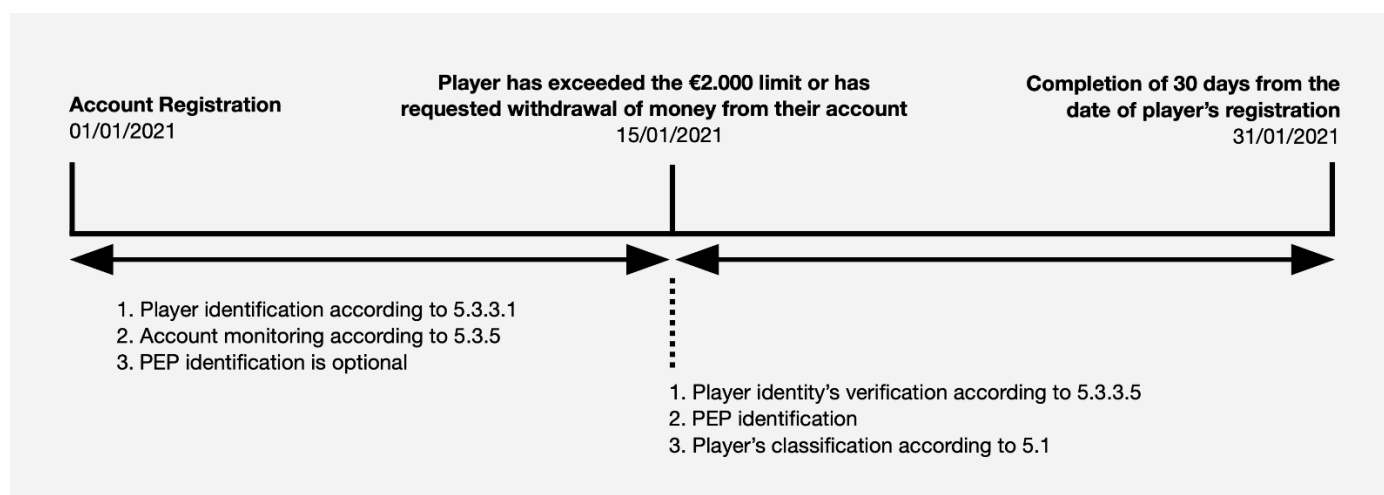 Account Registration
01/01/2021
Player has exceeded the €2.000 limit or has
requested withdrawal of money from their account
15/01/2021
Completion of 30 days from the
date of player's registration
31/01/2021
1. Player identification according to 5.3.3.1
2. Account monitoring according to 5.3.5
3. PEP identification is optional
1. Player identity’s verification according to 5.3.3.5
2. PEP identification
3. Player’s classification according to 5.1